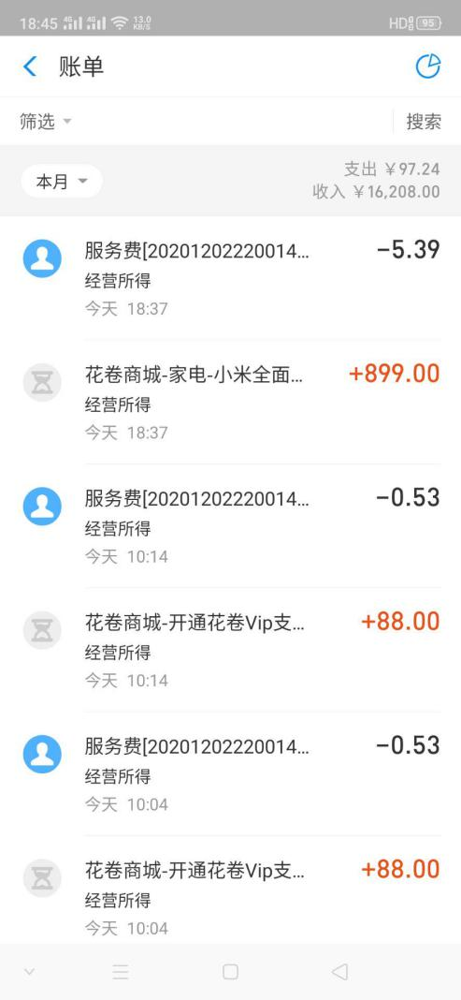 18:45 4G 4G 13.0 KB/S HD 95
账单
筛选 搜索
本月
支出 ￥97.24
收入 ￥16,208.00
服务费[20201202220014... -5.39
经营所得
今天 18:37
花卷商城-家电-小米全面... +899.00
经营所得
今天 18:37
服务费[20201202220014... -0.53
经营所得
今天 10:14
花卷商城-开通花卷Vip支... +88.00
经营所得
今天 10:14
服务费[20201202220014... -0.53
经营所得
今天 10:04
花卷商城-开通花卷Vip支... +88.00
经营所得
今天 10:04